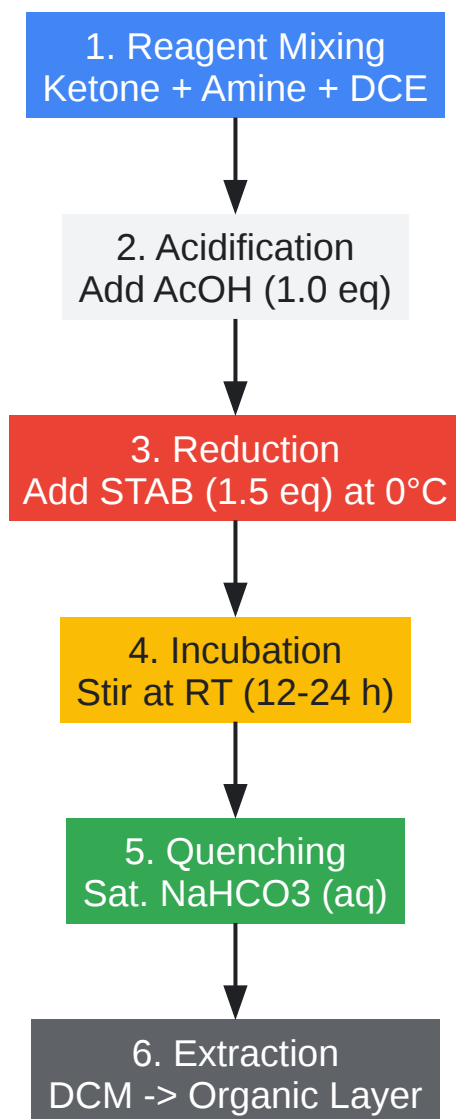 1. Reagent Mixing
Ketone + Amine + DCE
2. Acidification
Add AcOH (1.0 eq)
3. Reduction
Add STAB (1.5 eq) at 0°C
4. Incubation
Stir at RT (12-24 h)
5. Quenching
Sat. NaHCO3 (aq)
6. Extraction
DCM -> Organic Layer